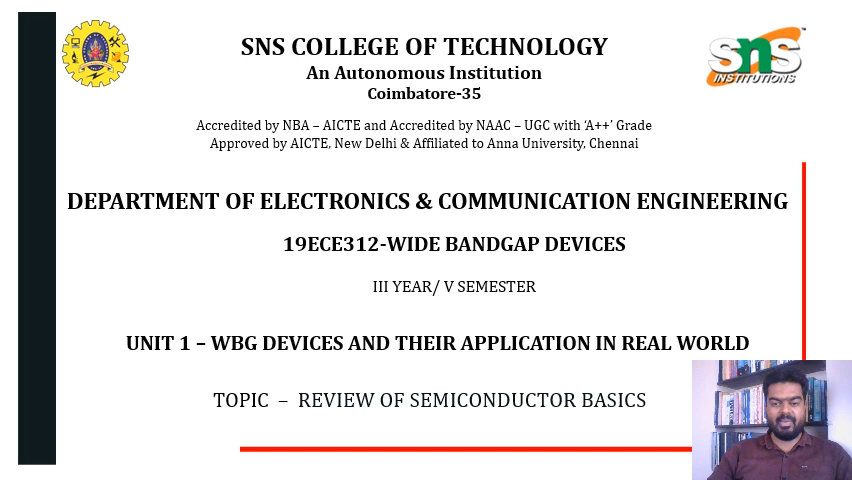 SNS COLLEGE OF TECHNOLOGY
An Autonomous Institution
Coimbatore-35
SNS
INSTITUTIONS
Accredited by NBA – AICTE and Accredited by NAAC – UGC with ‘A++’ Grade
Approved by AICTE, New Delhi & Affiliated to Anna University, Chennai
DEPARTMENT OF ELECTRONICS & COMMUNICATION ENGINEERING
19ECE312-WIDE BANDGAP DEVICES
III YEAR/ V SEMESTER
UNIT 1 – WBG DEVICES AND THEIR APPLICATION IN REAL WORLD
TOPIC – REVIEW OF SEMICONDUCTOR BASICS